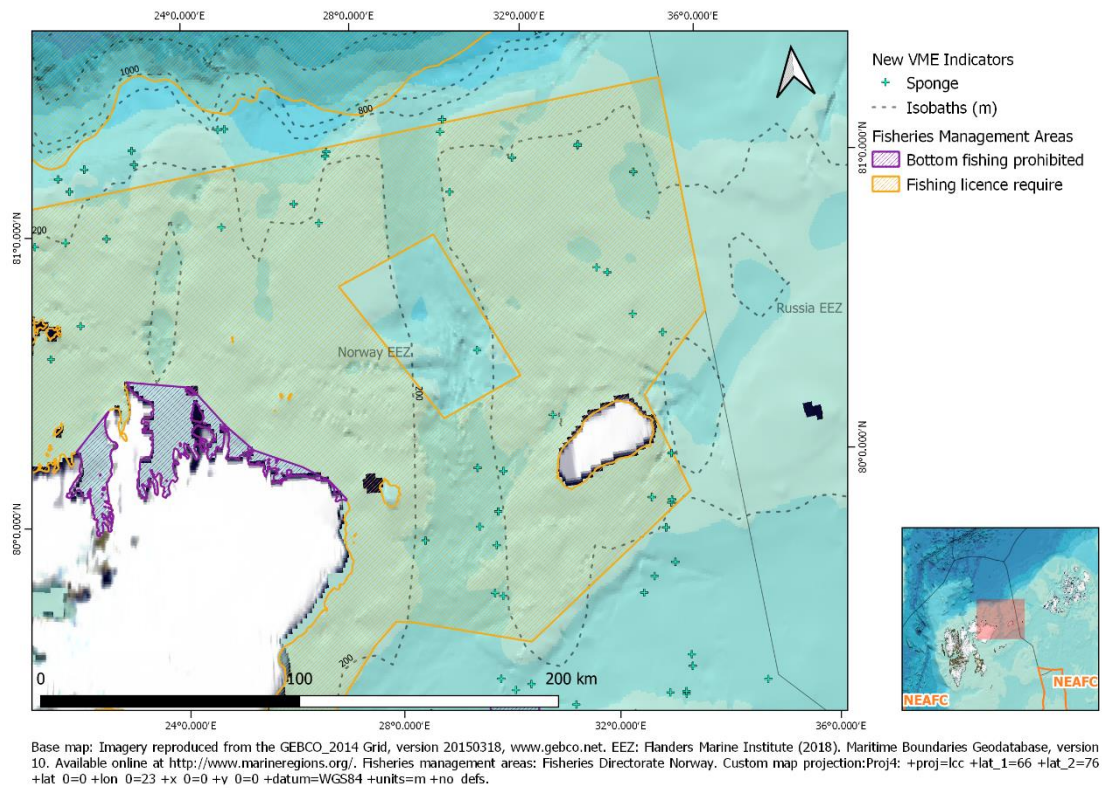 24°0.000'E 28°0.000'E 32°0.000'E 36°0.000'E
1000
800
81°0.000'N
81°0.000'N
200
Norway EEZ
Russia EEZ
200
80°0.000'N
80°0.000'N
200
0 100 200 km
24°0.000'E 28°0.000'E 32°0.000'E 36°0.000'E
New VME Indicators
Sponge
Isobaths (m)
Fisheries Management Areas
Bottom fishing prohibited
Fishing licence require
NEAFC
NEAFC
Base map: Imagery reproduced from the GEBCO_2014 Grid, version 20150318, www.gebco.net. EEZ: Flanders Marine Institute (2018). Maritime Boundaries Geodatabase, version
10. Available online at http://www.marineregions.org/. Fisheries management areas: Fisheries Directorate Norway. Custom map projection:Proj4: +proj=lcc +lat_1=66 +lat_2=76
+lat_0=0 +lon_0=23 +x_0=0 +y_0=0 +datum=WGS84 +units=m +no_defs.